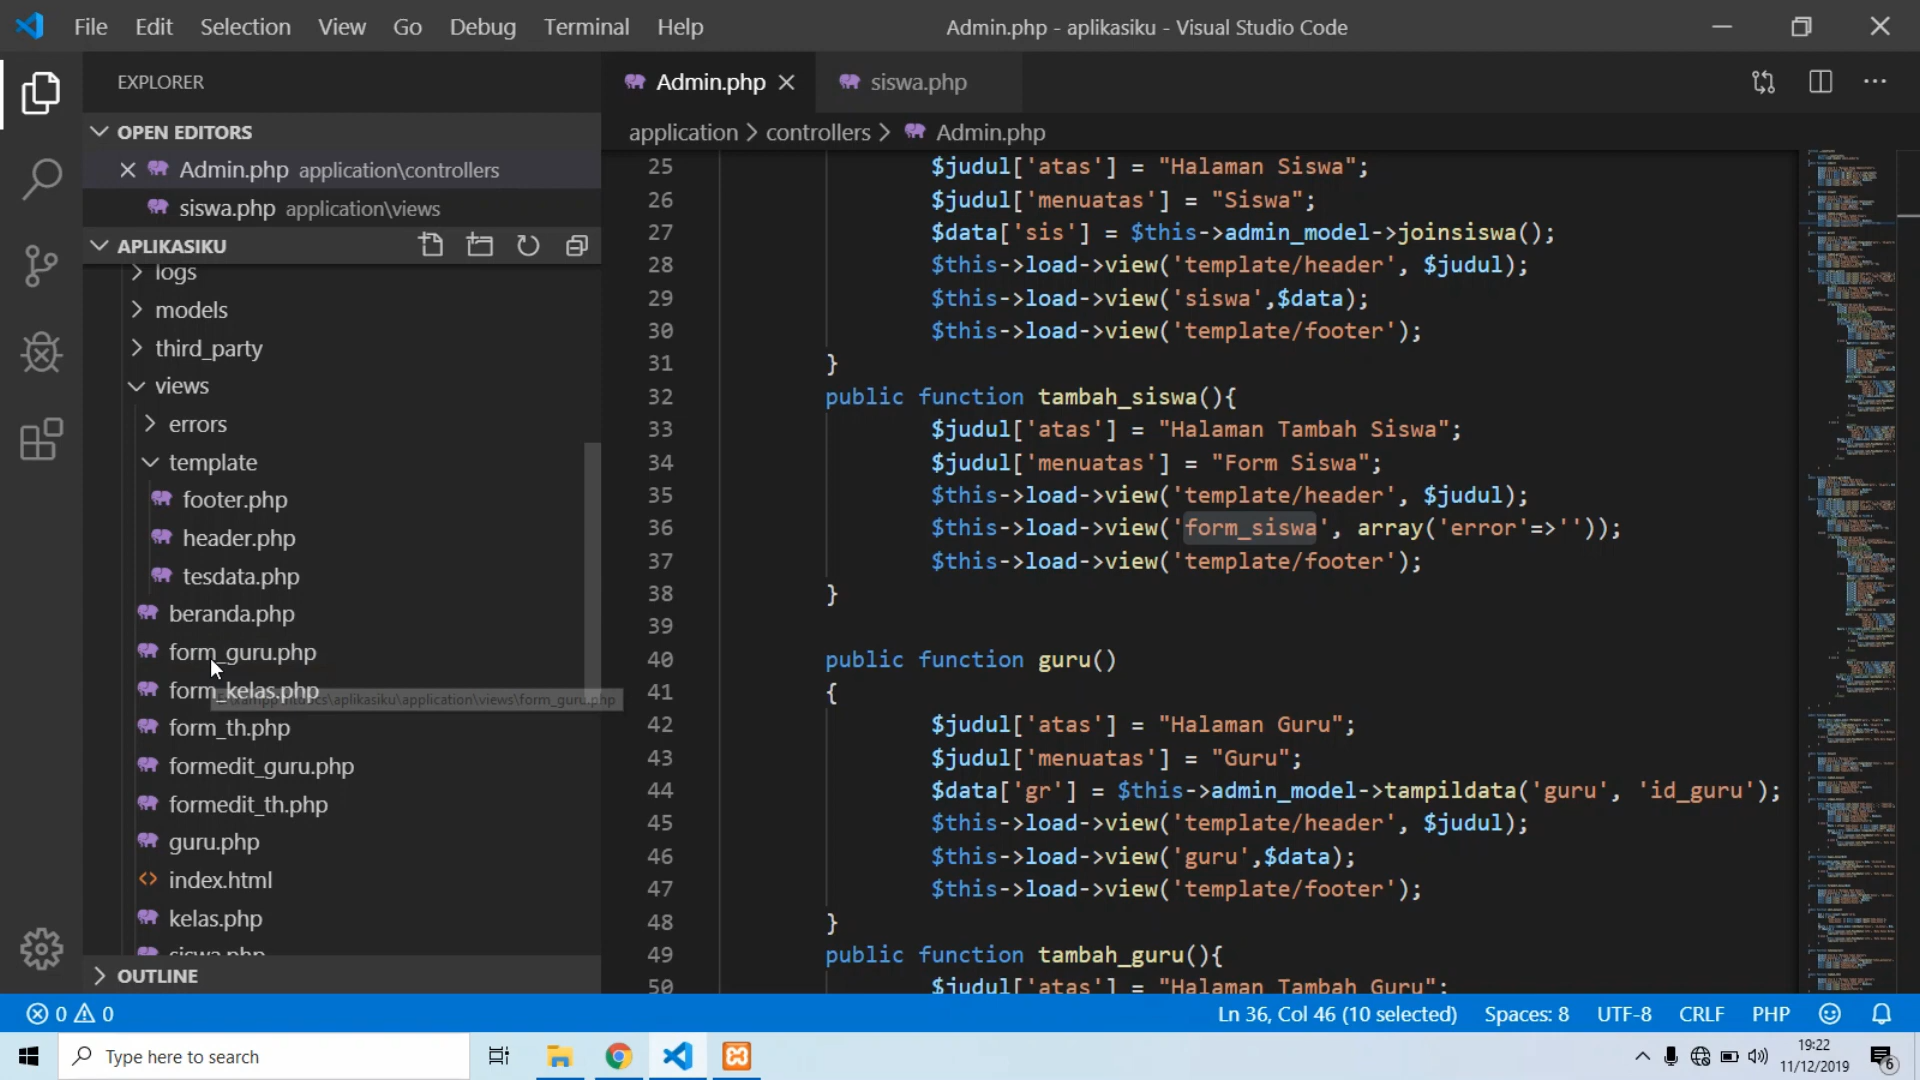 File Edit Selection View Go Debug Terminal Help
Admin.php - aplikasiku - Visual Studio Code
EXPLORER
OPEN EDITORS
Admin.php application\controllers
siswa.php application\views
APLIKASIKU
logs
models
third_party
views
errors
template
footer.php
header.php
tesdata.php
beranda.php
form_guru.php
form_kelas.php
form_th.php
formedit_guru.php
formedit_th.php
guru.php
index.html
kelas.php
siswa.php
OUTLINE
Admin.php
siswa.php
application > controllers > Admin.php
25 $judul['atas'] = "Halaman Siswa";
26 $judul['menuatas'] = "Siswa";
27 $data['sis'] = $this->admin_model->joinsiswa();
28 $this->load->view('template/header', $judul);
29 $this->load->view('siswa',$data);
30 $this->load->view('template/footer');
31 }
32 public function tambah_siswa(){
33 $judul['atas'] = "Halaman Tambah Siswa";
34 $judul['menuatas'] = "Form Siswa";
35 $this->load->view('template/header', $judul);
36 $this->load->view('form_siswa', array('error'=>''));
37 $this->load->view('template/footer');
38 }
39
40 public function guru()
41 {
42 $judul['atas'] = "Halaman Guru";
43 $judul['menuatas'] = "Guru";
44 $data['gr'] = $this->admin_model->tampildata('guru', 'id_guru');
45 $this->load->view('template/header', $judul);
46 $this->load->view('guru',$data);
47 $this->load->view('template/footer');
48 }
49 public function tambah_guru(){
50 $judul['atas'] = "Halaman Tambah Guru";
0 0
Ln 36, Col 46 (10 selected) Spaces: 8 UTF-8 CRLF PHP
Type here to search
19:22
11/12/2019
6